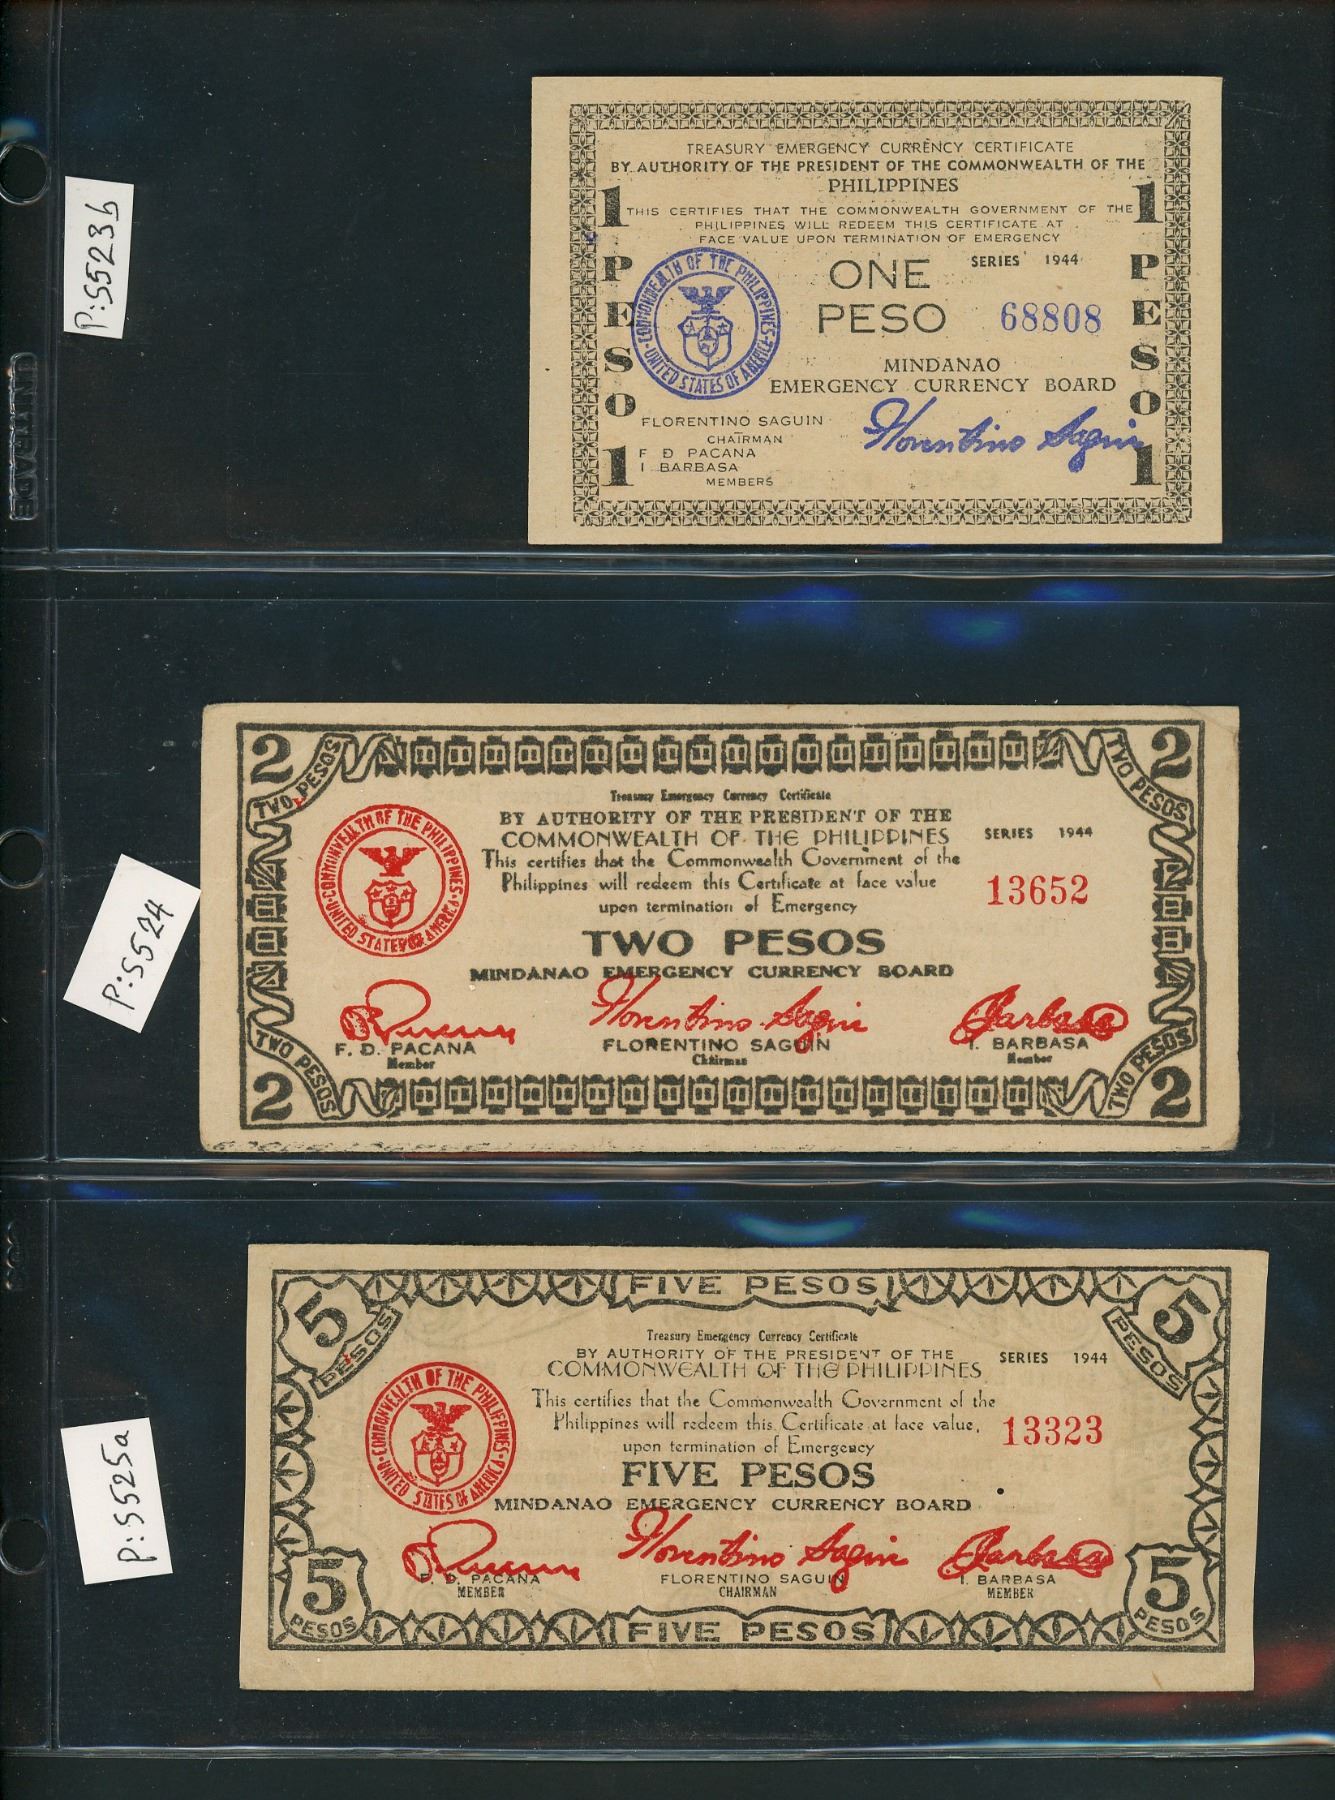 P:S523b
UNITRADE
TREASURY EMERGENCY CURRENCY CERTIFICATE
BY AUTHORITY OF THE PRESIDENT OF THE COMMONWEALTH OF THE
PHILIPPINES
THIS CERTIFIES THAT THE COMMONWEALTH GOVERNMENT OF THE
PHILIPPINES WILL REDEEM THIS CERTIFICATE AT
FACE VALUE UPON TERMINATION OF EMERGENCY
1 PESO 1
1 PESO 1
ONE
PESO
SERIES 1944
68808
COMMONWEALTH OF THE PHILIPPINES
UNITED STATES OF AMERICA
MINDANAO
EMERGENCY CURRENCY BOARD
FLORENTINO SAGUIN
CHAIRMAN
F D PACANA
I BARBASA
MEMBERS
Florentino Saguin
P:S524
2 TWO PESOS
TWO PESOS 2
Treasury Emergency Currency Certificate
BY AUTHORITY OF THE PRESIDENT OF THE
COMMONWEALTH OF THE PHILIPPINES
SERIES 1944
This certifies that the Commonwealth Government of the
Philippines will redeem this Certificate at face value
upon termination of Emergency
13652
COMMONWEALTH OF THE PHILIPPINES
UNITED STATES OF AMERICA
TWO PESOS
MINDANAO EMERGENCY CURRENCY BOARD
Florentino Saguin
F. D. PACANA
Member
FLORENTINO SAGUIN
Chairman
I. BARBASA
Member
2 TWO PESOS
TWO PESOS 2
P:S525a
5 PESOS
FIVE PESOS
5 PESOS
Treasury Emergency Currency Certificate
BY AUTHORITY OF THE PRESIDENT OF THE
COMMONWEALTH OF THE PHILIPPINES
SERIES 1944
This certifies that the Commonwealth Government of the
Philippines will redeem this Certificate at face value,
upon termination of Emergency
13323
COMMONWEALTH OF THE PHILIPPINES
UNITED STATES OF AMERICA
FIVE PESOS
MINDANAO EMERGENCY CURRENCY BOARD
Florentino Saguin
F. D. PACANA
MEMBER
FLORENTINO SAGUIN
CHAIRMAN
I. BARBASA
MEMBER
5 PESOS
FIVE PESOS
5 PESOS